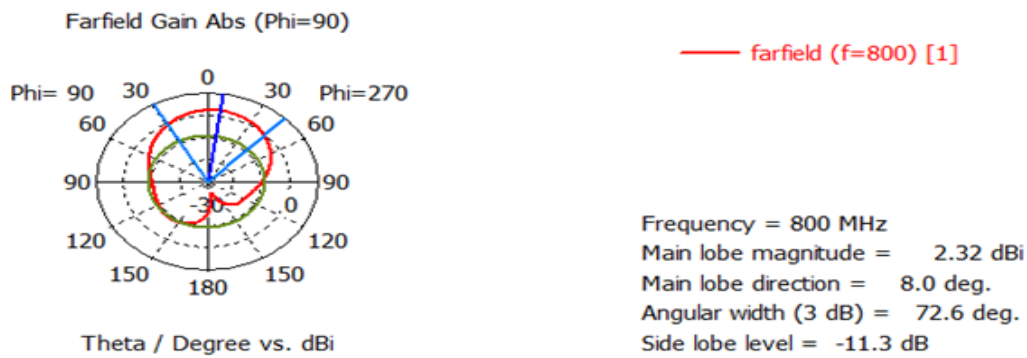 Farfield Gain Abs (Phi=90)
farfield (f=800) [1]
0
Phi= 90 30 30 Phi=270
60 60
90 -30 0 90
120 120
150 150
180
Theta / Degree vs. dBi
Frequency = 800 MHz
Main lobe magnitude = 2.32 dBi
Main lobe direction = 8.0 deg.
Angular width (3 dB) = 72.6 deg.
Side lobe level = -11.3 dB